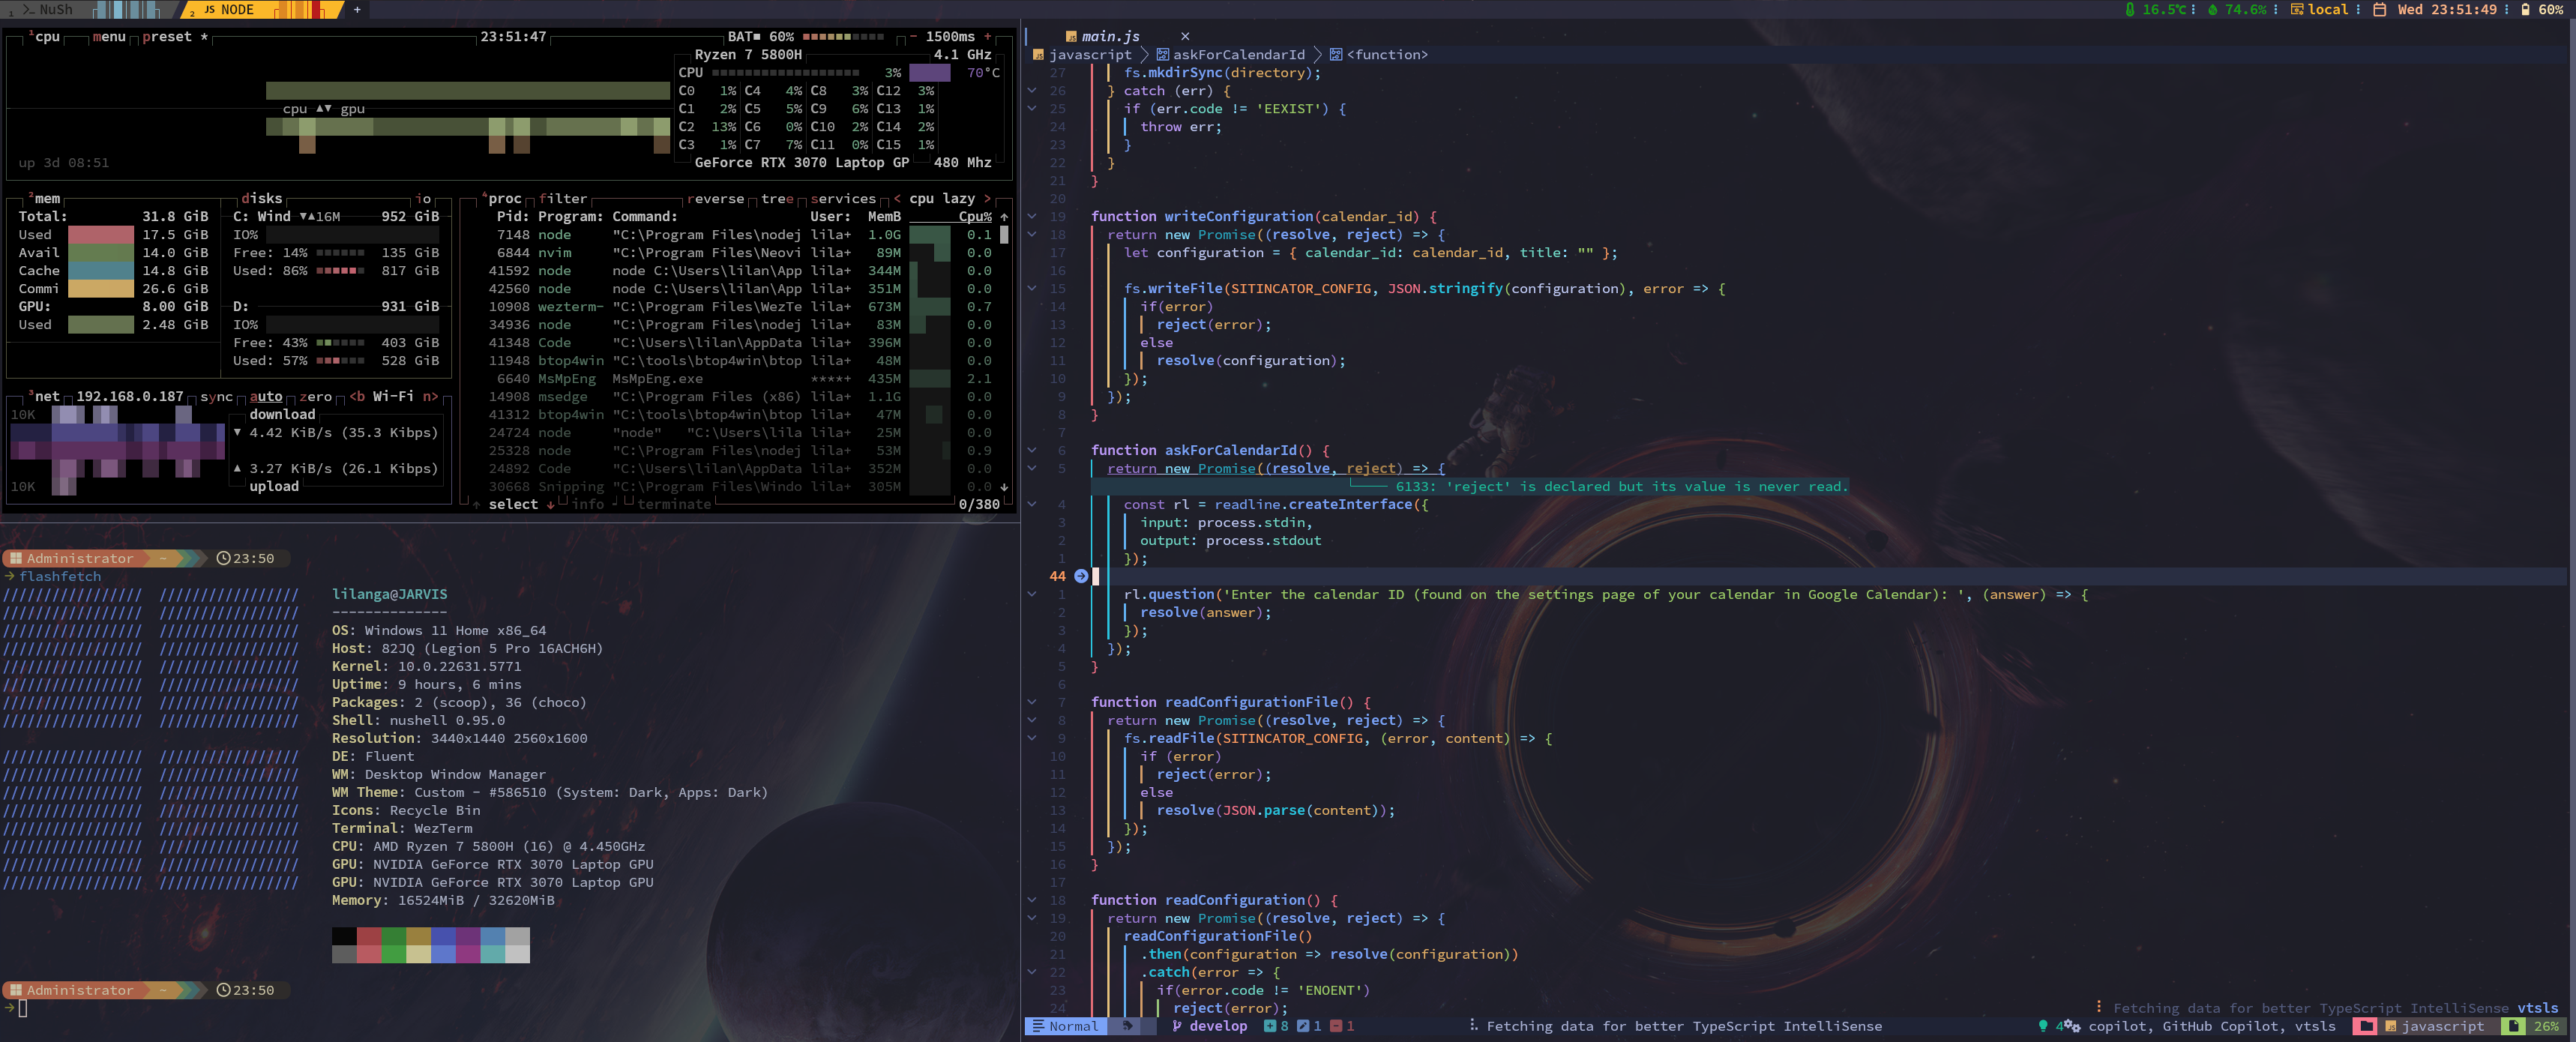 1 >_ NuSh 2 JS NODE + 16.5℃ 74.6% local Wed 23:51:49 60%
¹cpu menu preset * 23:51:47 BAT■ 60% - 1500ms +
Ryzen 7 5800H 4.1 GHz
CPU 3% 70°C
C0 1% C4 4% C8 3% C12 3%
cpu ▲▼ gpu C1 2% C5 5% C9 6% C13 1%
C2 13% C6 0% C10 2% C14 2%
C3 1% C7 7% C11 0% C15 1%
up 3d 08:51 GeForce RTX 3070 Laptop GP 480 Mhz
²mem disks io
Total: 31.8 GiB C: Wind ▼▲16M 952 GiB
Used 17.5 GiB IO%
Avail 14.0 GiB Free: 14% 135 GiB
Cache 14.8 GiB Used: 86% 817 GiB
Commi 26.6 GiB
GPU: 8.00 GiB D: 931 GiB
Used 2.48 GiB IO%
Free: 43% 403 GiB
Used: 57% 528 GiB
³net 192.168.0.187 sync auto zero <b Wi-Fi n>
10K download
▼ 4.42 KiB/s (35.3 Kibps)
▲ 3.27 KiB/s (26.1 Kibps)
10K upload
⁴proc filter reverse tree services < cpu lazy >
Pid: Program: Command: User: MemB Cpu% ↑
7148 node "C:\Program Files\nodej lila+ 1.0G 0.1
6844 nvim "C:\Program Files\Neovi lila+ 89M 0.0
41592 node node C:\Users\lilan\App lila+ 344M 0.0
42560 node node C:\Users\lilan\App lila+ 351M 0.0
10908 wezterm- "C:\Program Files\WezTe lila+ 673M 0.7
34936 node "C:\Program Files\nodej lila+ 83M 0.0
41348 Code "C:\Users\lilan\AppData lila+ 396M 0.0
11948 btop4win "C:\tools\btop4win\btop lila+ 48M 0.0
6640 MsMpEng MsMpEng.exe ****+ 435M 2.1
14908 msedge "C:\Program Files (x86) lila+ 1.1G 0.0
41312 btop4win "C:\tools\btop4win\btop lila+ 47M 0.0
24724 node "node" "C:\Users\lila lila+ 25M 0.0
25328 node "C:\Program Files\nodej lila+ 53M 0.9
24892 Code "C:\Users\lilan\AppData lila+ 352M 0.0
30668 Snipping "C:\Program Files\Windo lila+ 305M 0.0 ↓
↑ select ↓ info terminate 0/380
Administrator ~ 23:50
→ flashfetch
///////////////// ///////////////// lilanga@JARVIS
///////////////// ///////////////// --------------
///////////////// ///////////////// OS: Windows 11 Home x86_64
///////////////// ///////////////// Host: 82JQ (Legion 5 Pro 16ACH6H)
///////////////// ///////////////// Kernel: 10.0.22631.5771
///////////////// ///////////////// Uptime: 9 hours, 6 mins
///////////////// ///////////////// Packages: 2 (scoop), 36 (choco)
///////////////// ///////////////// Shell: nushell 0.95.0
Resolution: 3440x1440 2560x1600
///////////////// ///////////////// DE: Fluent
///////////////// ///////////////// WM: Desktop Window Manager
///////////////// ///////////////// WM Theme: Custom - #586510 (System: Dark, Apps: Dark)
///////////////// ///////////////// Icons: Recycle Bin
///////////////// ///////////////// Terminal: WezTerm
///////////////// ///////////////// CPU: AMD Ryzen 7 5800H (16) @ 4.450GHz
///////////////// ///////////////// GPU: NVIDIA GeForce RTX 3070 Laptop GPU
///////////////// ///////////////// GPU: NVIDIA GeForce RTX 3070 Laptop GPU
Memory: 16524MiB / 32620MiB
Administrator ~ 23:50
→
JS main.js ×
JS javascript > askForCalendarId > <function>
27 fs.mkdirSync(directory);
26 } catch (err) {
25 if (err.code != 'EEXIST') {
24 throw err;
23 }
22 }
21 }
20
19 function writeConfiguration(calendar_id) {
18 return new Promise((resolve, reject) => {
17 let configuration = { calendar_id: calendar_id, title: "" };
16
15 fs.writeFile(SITINCATOR_CONFIG, JSON.stringify(configuration), error => {
14 if(error)
13 reject(error);
12 else
11 resolve(configuration);
10 });
9 });
8 }
7
6 function askForCalendarId() {
5 return new Promise((resolve, reject) => {
6133: 'reject' is declared but its value is never read.
4 const rl = readline.createInterface({
3 input: process.stdin,
2 output: process.stdout
1 });
44
1 rl.question('Enter the calendar ID (found on the settings page of your calendar in Google Calendar): ', (answer) => {
2 resolve(answer);
3 });
4 });
5 }
6
7 function readConfigurationFile() {
8 return new Promise((resolve, reject) => {
9 fs.readFile(SITINCATOR_CONFIG, (error, content) => {
10 if (error)
11 reject(error);
12 else
13 resolve(JSON.parse(content));
14 });
15 });
16 }
17
18 function readConfiguration() {
19 return new Promise((resolve, reject) => {
20 readConfigurationFile()
21 .then(configuration => resolve(configuration))
22 .catch(error => {
23 if(error.code != 'ENOENT')
24 reject(error);
Fetching data for better TypeScript IntelliSense vtsls
Normal develop 8 1 1 Fetching data for better TypeScript IntelliSense 4 copilot, GitHub Copilot, vtsls JS javascript 26%